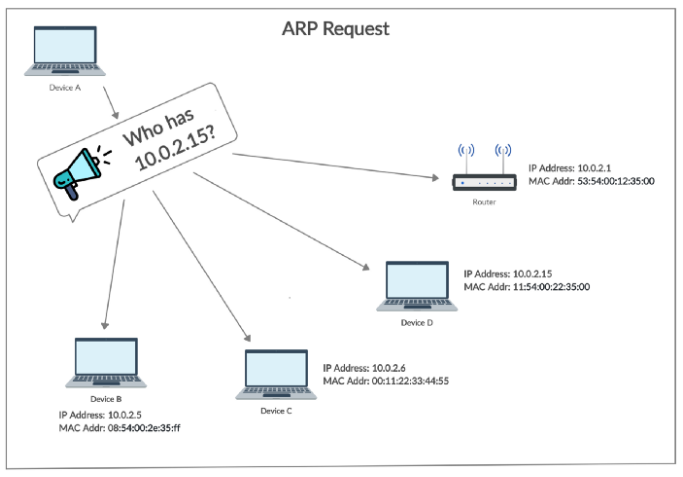 ARP Request
Device A
Who has
10.0.2.15?
IP Address: 10.0.2.1
MAC Addr: 53:54:00:12:35:00
Router
IP Address: 10.0.2.15
MAC Addr: 11:54:00:22:35:00
Device D
IP Address: 10.0.2.6
MAC Addr: 00:11:22:33:44:55
Device C
Device B
IP Address: 10.0.2.5
MAC Addr: 08:54:00:2e:35:ff